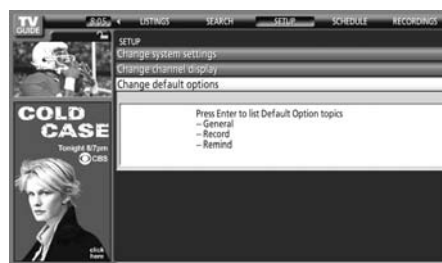 TV GUIDE
8:05
LISTINGS SEARCH SETUP SCHEDULE RECORDINGS
SETUP
Change system settings
Change channel display
Change default options
Press Enter to list Default Option topics
– General
– Record
– Remind
COLD
CASE
Tonight 8/7pm
CBS
click
here